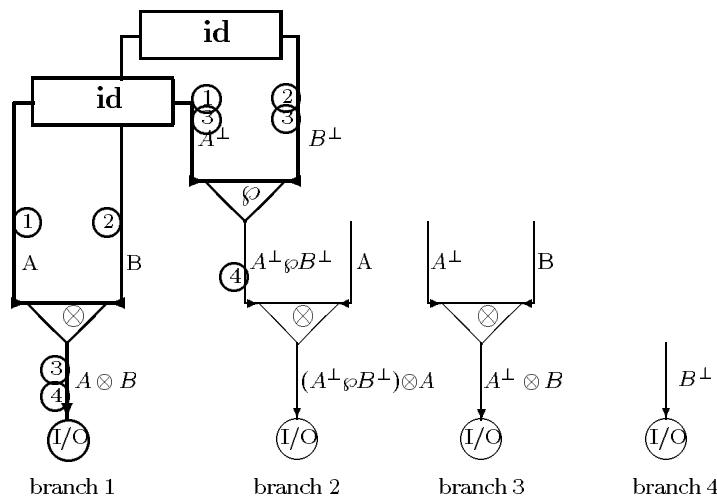 id
id
1 2
3 3
A⊥ B⊥
℘
1 2
4 A⊥℘B⊥ A A⊥ B
A B
⊗ ⊗ ⊗
3 A ⊗ B (A⊥℘B⊥)⊗A A⊥ ⊗ B B⊥
4
I/O I/O I/O I/O
branch 1 branch 2 branch 3 branch 4